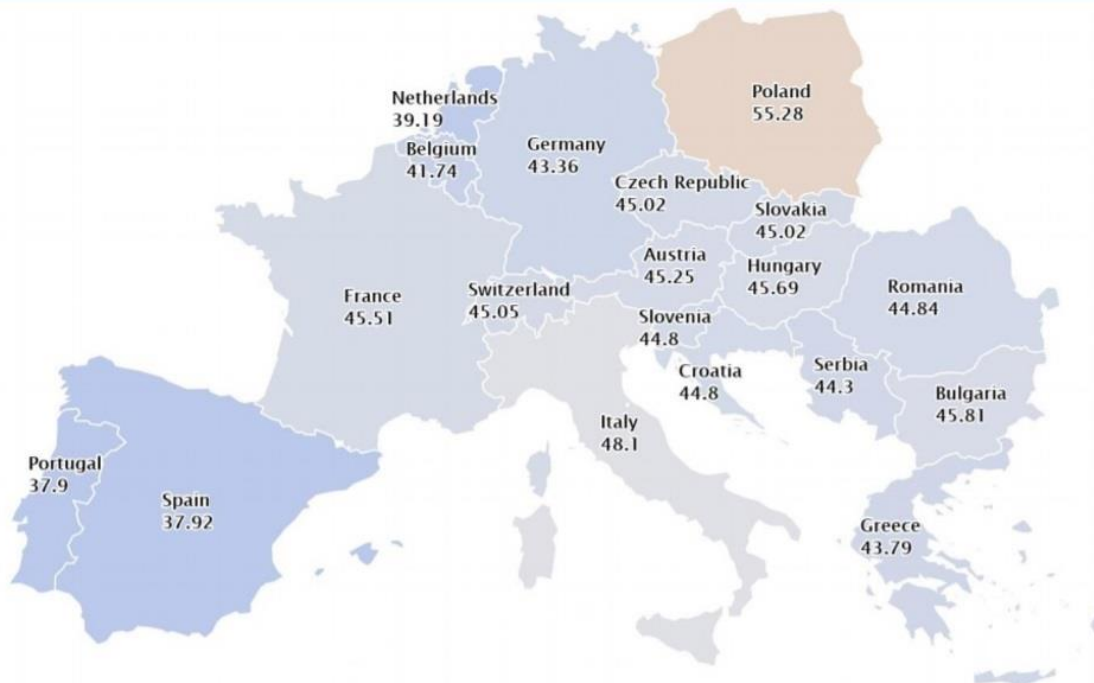 Poland
55.28
Netherlands
39.19
Belgium
41.74
Germany
43.36
Czech Republic
45.02
Slovakia
45.02
Austria
45.25
Hungary
45.69
France
45.51
Switzerland
45.05
Romania
44.84
Slovenia
44.8
Croatia
44.8
Serbia
44.3
Bulgaria
45.81
Italy
48.1
Portugal
37.9
Spain
37.92
Greece
43.79